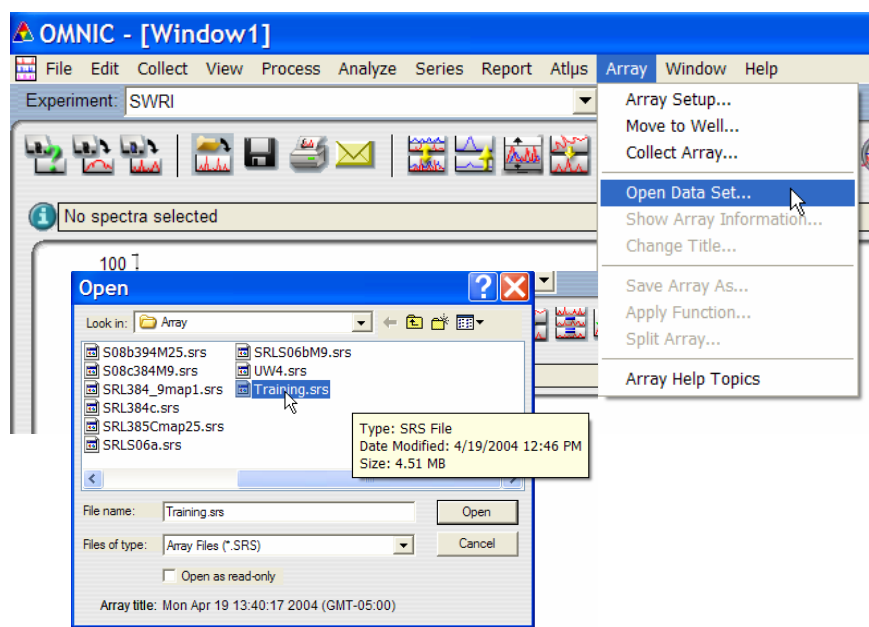 OMNIC - [Window1]
File Edit Collect View Process Analyze Series Report Atlµs Array Window Help
Experiment: SWRI
Array Setup...
Move to Well...
Collect Array...
Open Data Set...
Show Array Information...
Change Title...
Save Array As...
Apply Function...
Split Array...
Array Help Topics
No spectra selected
100
Open
Look in: Array
S08b394M25.srs
S08c384M9.srs
SRL384_9map1.srs
SRL384c.srs
SRL385Cmap25.srs
SRLS06a.srs
SRLS06bM9.srs
UW4.srs
Training.srs
Type: SRS File
Date Modified: 4/19/2004 12:46 PM
Size: 4.51 MB
File name: Training.srs Open
Files of type: Array Files (*.SRS) Cancel
Open as read-only
Array title: Mon Apr 19 13:40:17 2004 (GMT-05:00)